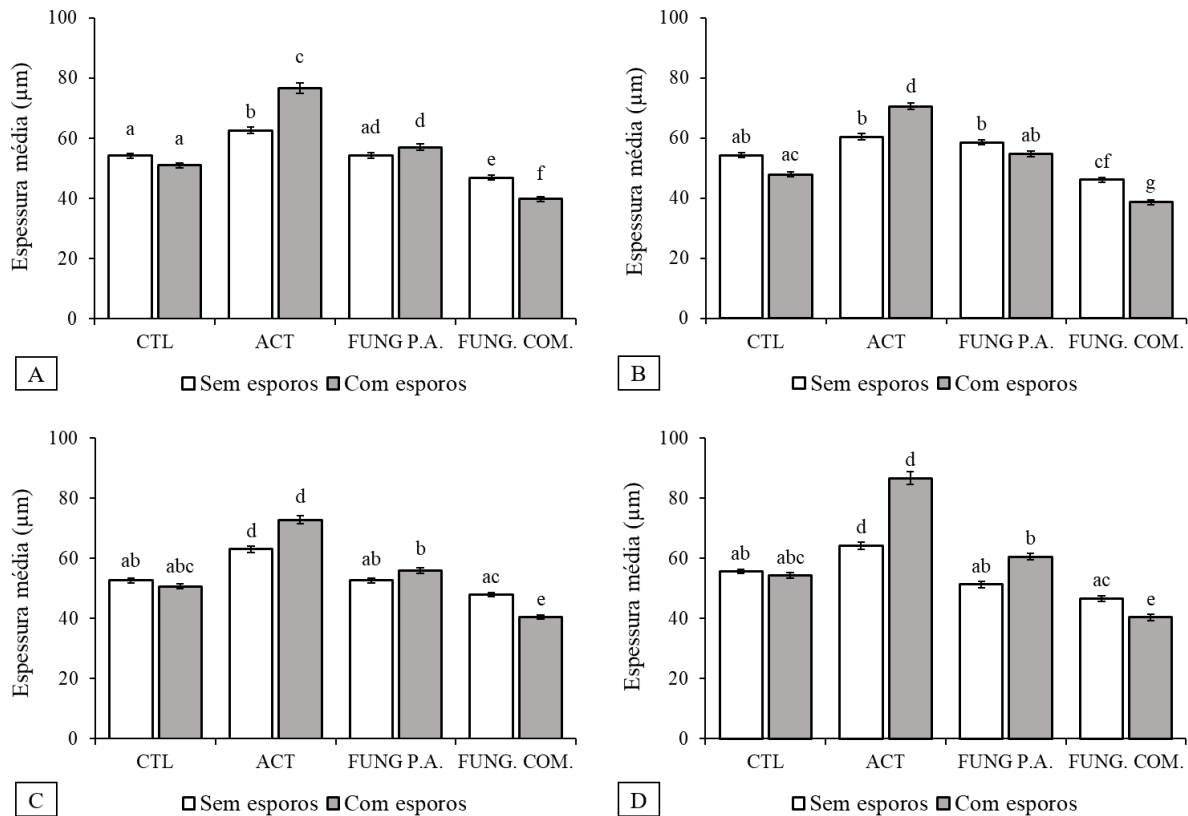 100
80
60
40
20
0
Espessura média (µm)
a a b c ad d e f
CTL ACT FUNG P.A. FUNG. COM.
A
Sem esporos Com esporos
100
80
60
40
20
0
Espessura média (µm)
ab ac b d b ab cf g
CTL ACT FUNG P.A. FUNG. COM.
B
Sem esporos Com esporos
100
80
60
40
20
0
Espessura média (µm)
ab abc d d ab b ac e
CTL ACT FUNG P.A. FUNG. COM.
C
Sem esporos Com esporos
100
80
60
40
20
0
Espessura média (µm)
ab abc d d ab b ac e
CTL ACT FUNG P.A. FUNG. COM.
D
Sem esporos Com esporos